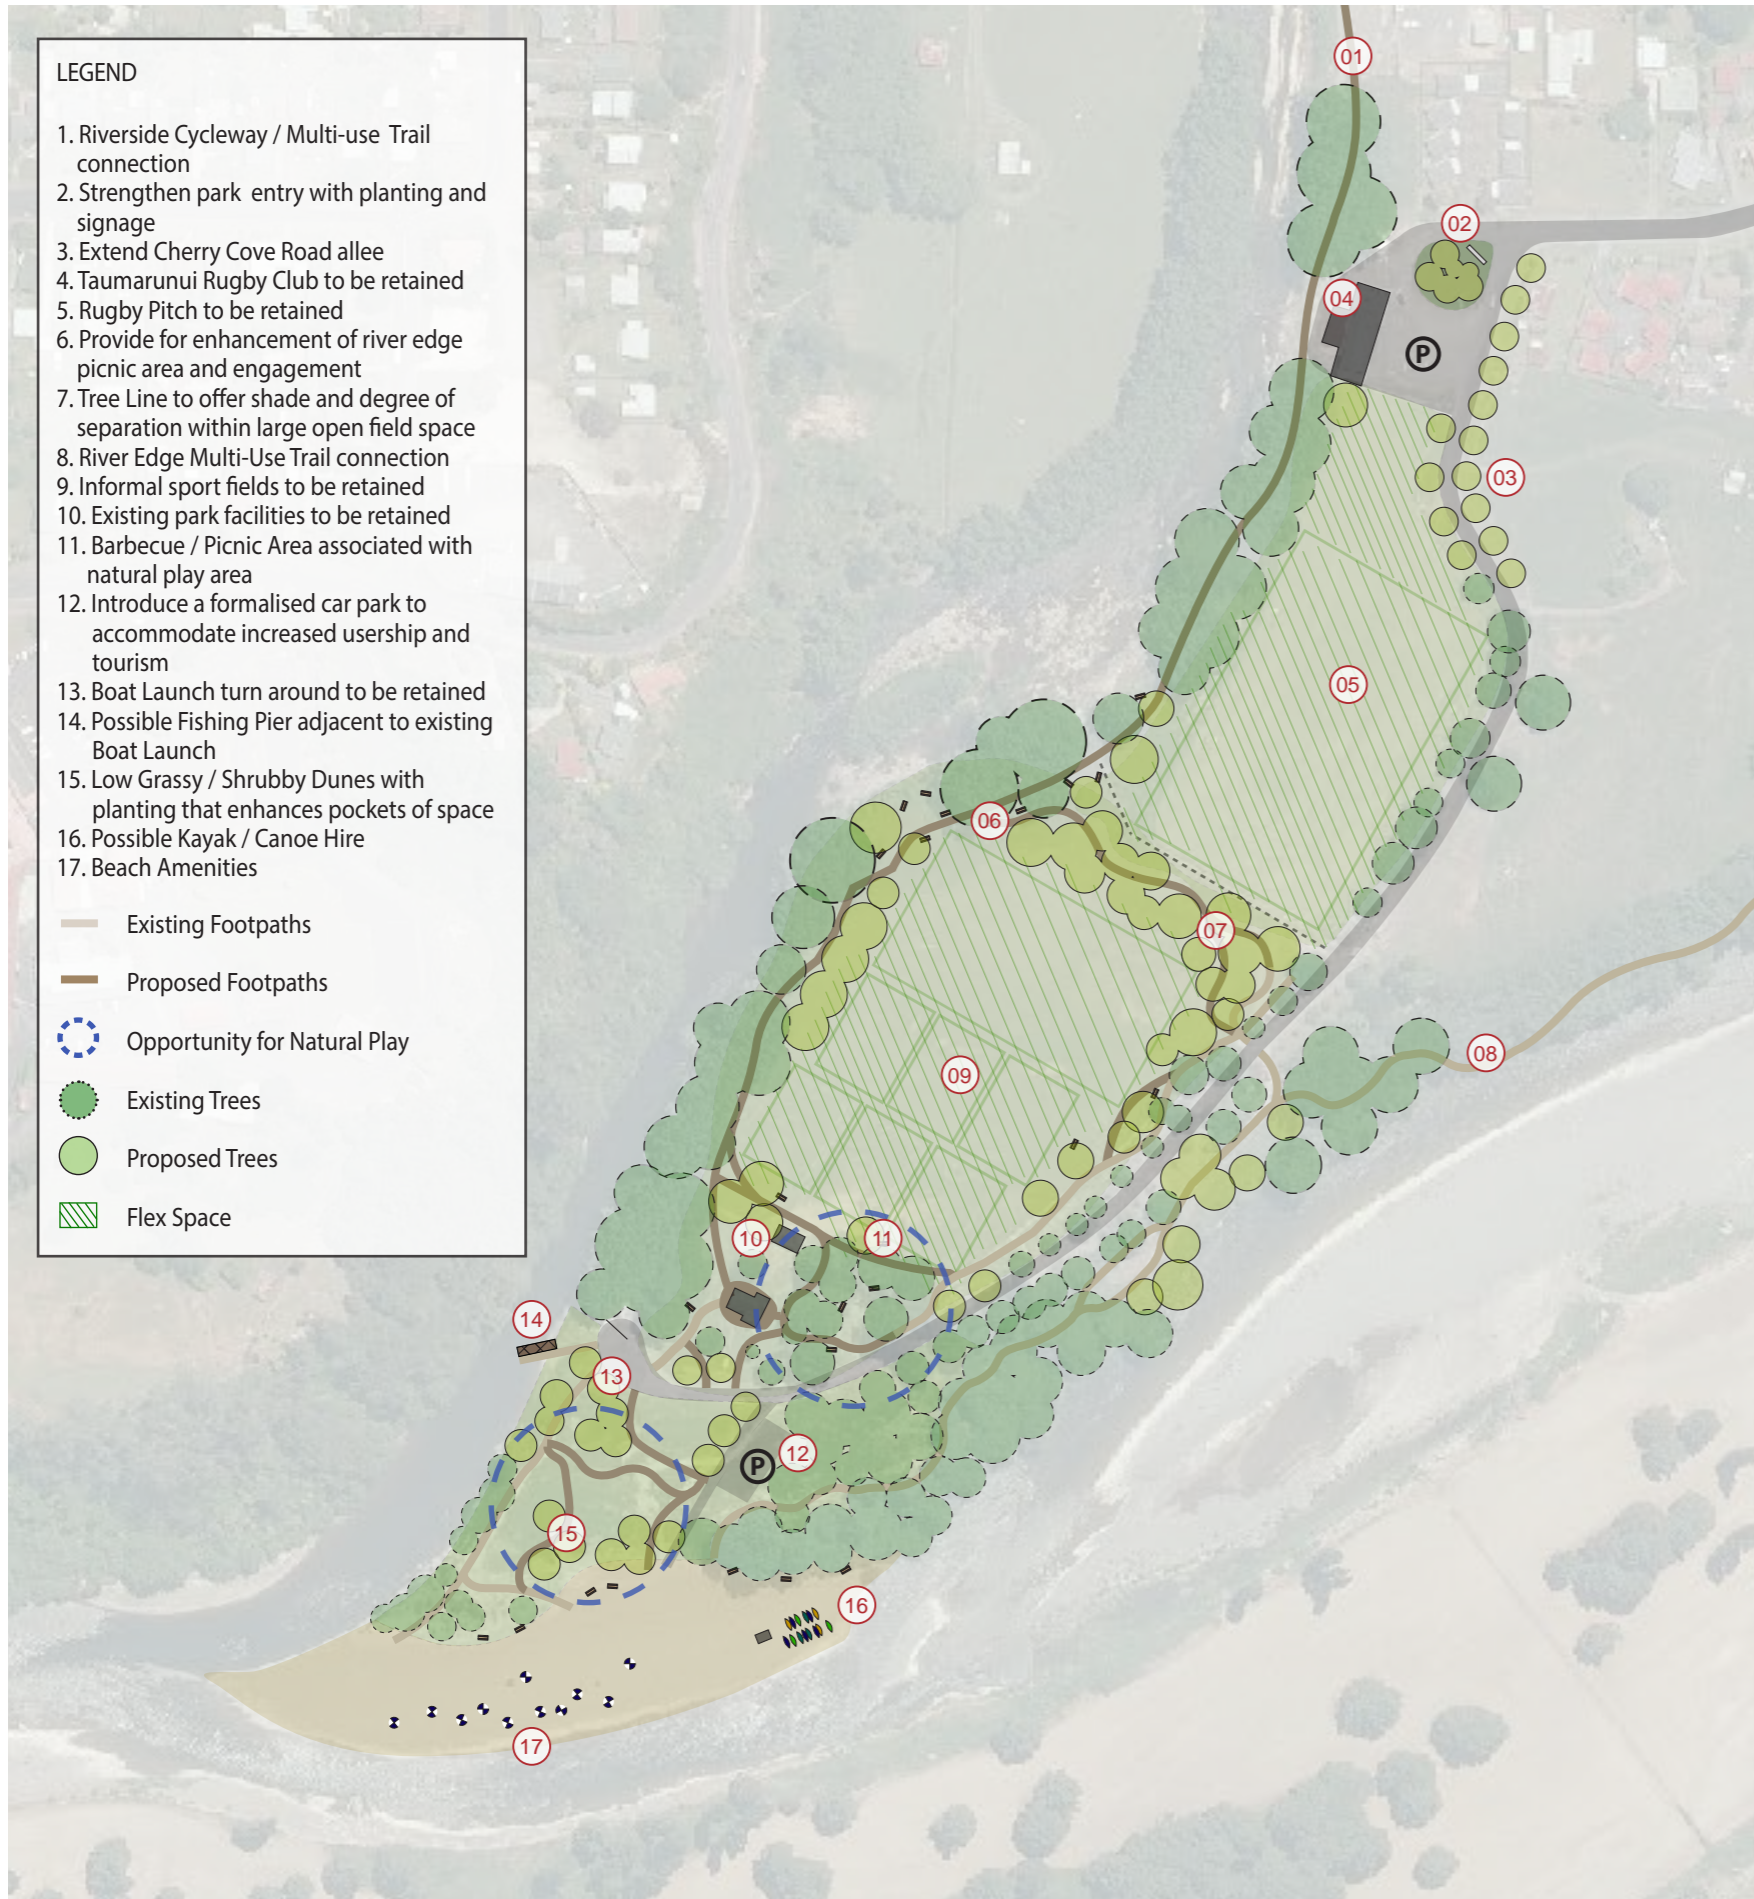 LEGEND
1. Riverside Cycleway / Multi-use Trail
connection
2. Strengthen park entry with planting and
signage
3. Extend Cherry Cove Road allee
4. Taumarunui Rugby Club to be retained
5. Rugby Pitch to be retained
6. Provide for enhancement of river edge
picnic area and engagement
7. Tree Line to offer shade and degree of
separation within large open field space
8. River Edge Multi-Use Trail connection
9. Informal sport fields to be retained
10. Existing park facilities to be retained
11. Barbecue / Picnic Area associated with
natural play area
12. Introduce a formalised car park to
accommodate increased usership and
tourism
13. Boat Launch turn around to be retained
14. Possible Fishing Pier adjacent to existing
Boat Launch
15. Low Grassy / Shrubby Dunes with
planting that enhances pockets of space
16. Possible Kayak / Canoe Hire
17. Beach Amenities
Existing Footpaths
Proposed Footpaths
Opportunity for Natural Play
Existing Trees
Proposed Trees
Flex Space
01
02
04
P
03
05
06
07
08
09
10
11
14
13
12
P
15
16
17